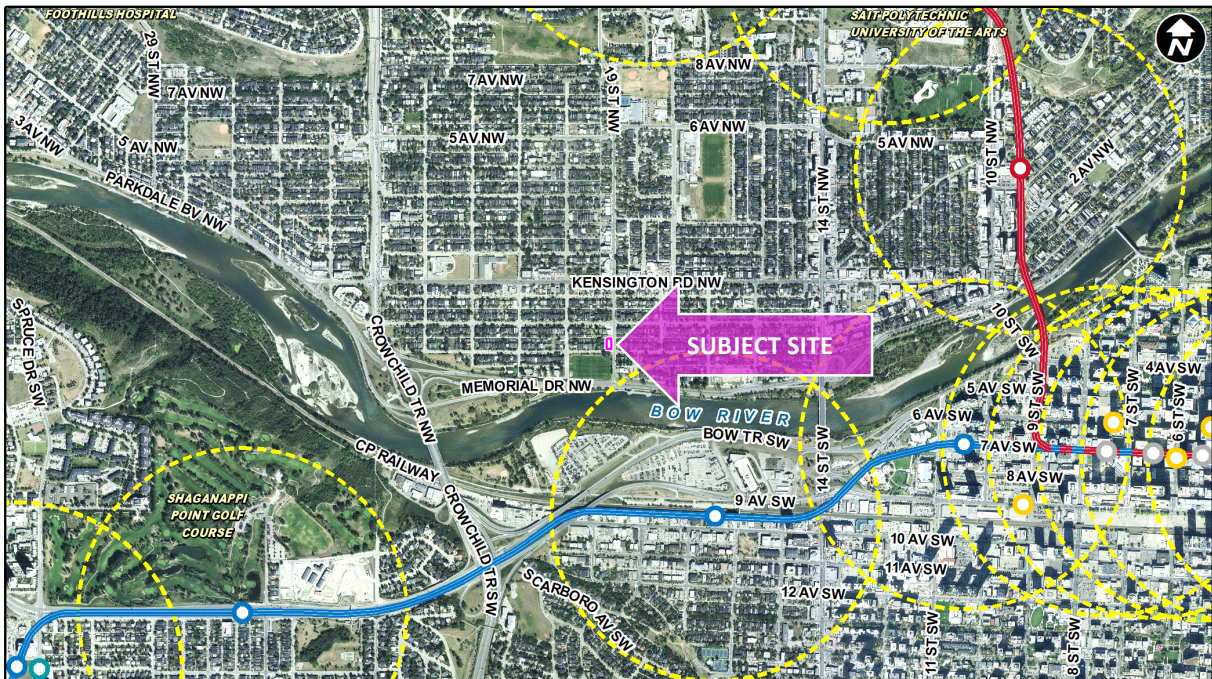 FOOTHILLS HOSPITAL
SAIT POLYTECHNIC
UNIVERSITY OF THE ARTS
N
29 ST NW
7 AV NW
8 AV NW
7 AV NW
19 ST NW
3 AV NW
5 AV NW
5 AV NW
6 AV NW
5 AV NW
10 ST NW
2 AV NW
PARKDALE BV NW
14 ST NW
KENSINGTON RD NW
SPRUCE DR SW
CROWCHILD TR NW
SUBJECT SITE
10 ST SW
MEMORIAL DR NW
BOW RIVER
5 AV SW
4 AV SW
6 AV SW
9 ST SW
7 ST SW
6 ST SW
BOW TR SW
14 ST SW
7 AV SW
CP RAILWAY
8 AV SW
SHAGANAPPI
POINT GOLF
COURSE
CROWCHILD TR SW
9 AV SW
10 AV SW
11 AV SW
SCARBORO AV SW
12 AV SW
11 ST SW
8 ST SW